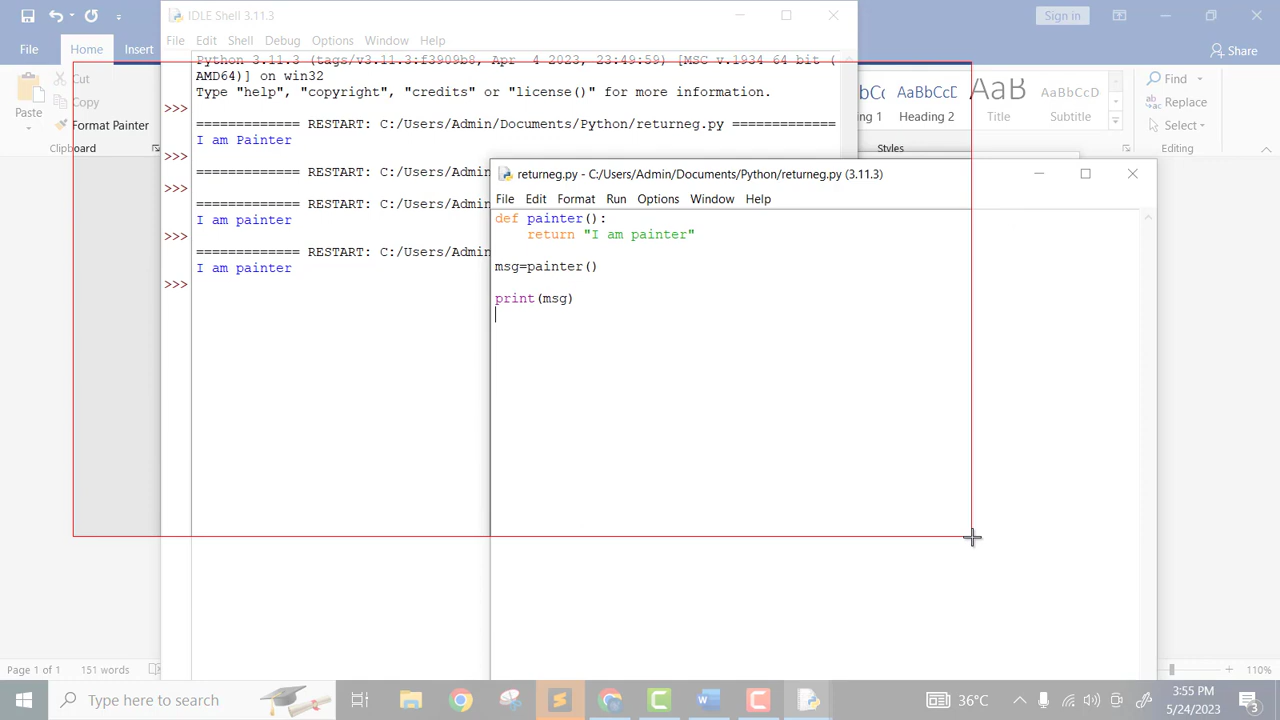 IDLE Shell 3.11.3
Sign in
File Home Insert
File Edit Shell Debug Options Window Help
Share
Python 3.11.3 (tags/v3.11.3:f3909b8, Apr  4 2023, 23:49:59) [MSC v.1934 64 bit (
AMD64)] on win32
Type "help", "copyright", "credits" or "license()" for more information.
>>>
============= RESTART: C:/Users/Admin/Documents/Python/returneg.py =============
I am Painter
>>>
============= RESTART: C:/Users/Admin
>>>
============= RESTART: C:/Users/Admin
I am painter
>>>
============= RESTART: C:/Users/Admin
I am painter
>>>
Cut
Copy
Paste
Format Painter
Clipboard
AaBbCcD AaB AaBbCcD
Heading 2 Title Subtitle
Styles
Find
Replace
Select
Editing
returneg.py - C:/Users/Admin/Documents/Python/returneg.py (3.11.3)
File Edit Format Run Options Window Help
def painter():
    return "I am painter"
msg=painter()
print(msg)
Page 1 of 1 151 words
110%
Type here to search
36°C
3:55 PM
5/24/2023
3